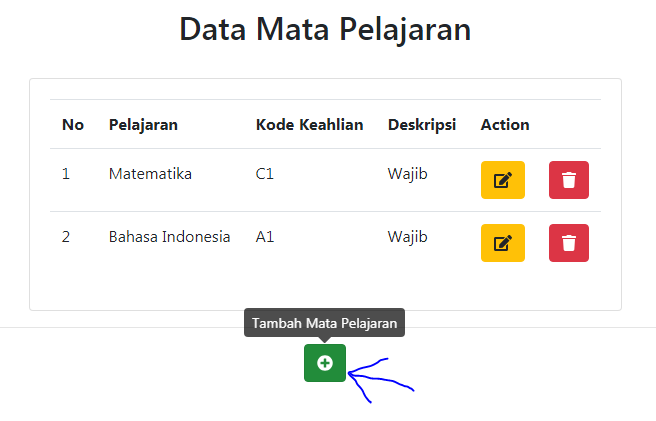 Data Mata Pelajaran
No Pelajaran Kode Keahlian Deskripsi Action
1 Matematika C1 Wajib
2 Bahasa Indonesia A1 Wajib
Tambah Mata Pelajaran